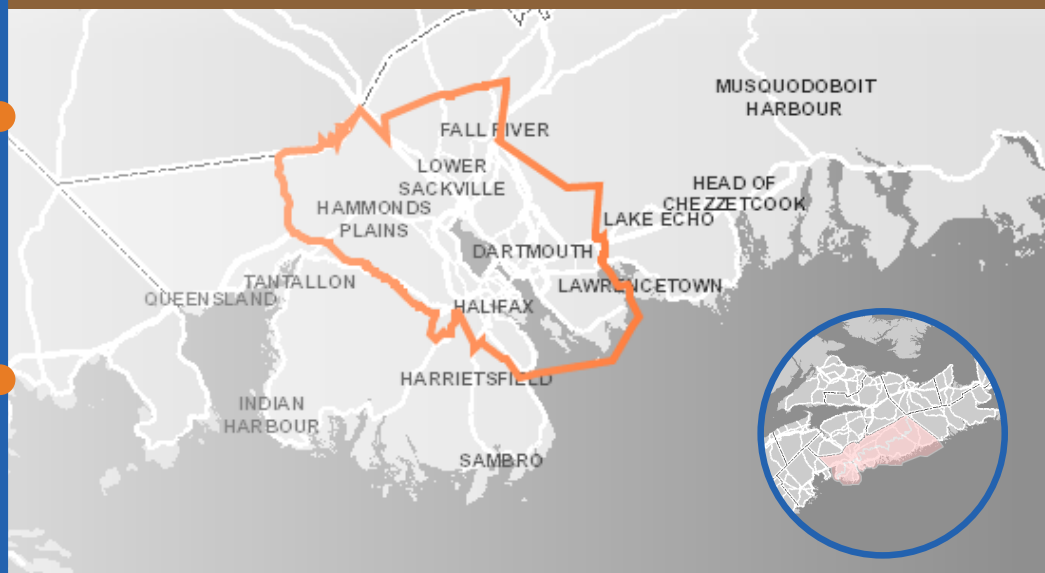 MUSQUODOBOIT
HARBOUR
FALL RIVER
LOWER
SACKVILLE
HEAD OF
CHEZZETCOOK
HAMMONDS
PLAINS
LAKE ECHO
DARTMOUTH
TANTALLON
LAWRENCETOWN
QUEENSLAND
HALIFAX
HARRIETSFIELD
INDIAN
HARBOUR
SAMBRO